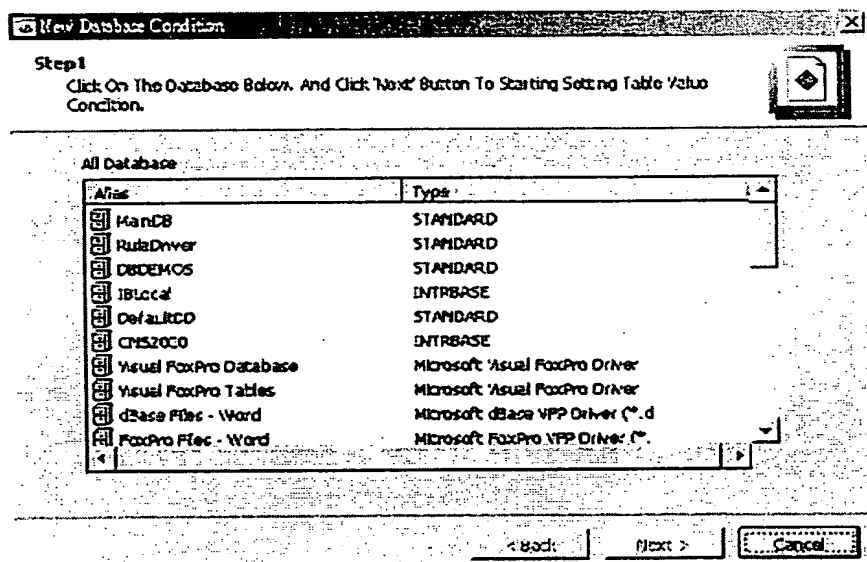 New Database Condition
Step1
Click On The Database Below. And Click 'Next' Button To Starting Setting Table Value
Condition.
All Database
Alias Type
ManDB STANDARD
RuleDriver STANDARD
DBDEMOS STANDARD
IBLocal INTRBASE
DefaultDD STANDARD
CMS2000 INTRBASE
Visual FoxPro Database Microsoft Visual FoxPro Driver
Visual FoxPro Tables Microsoft Visual FoxPro Driver
dBase Files - Word Microsoft dBase VFP Driver (*.d
FoxPro Files - Word Microsoft FoxPro VFP Driver (*.
< Back Next > Cancel